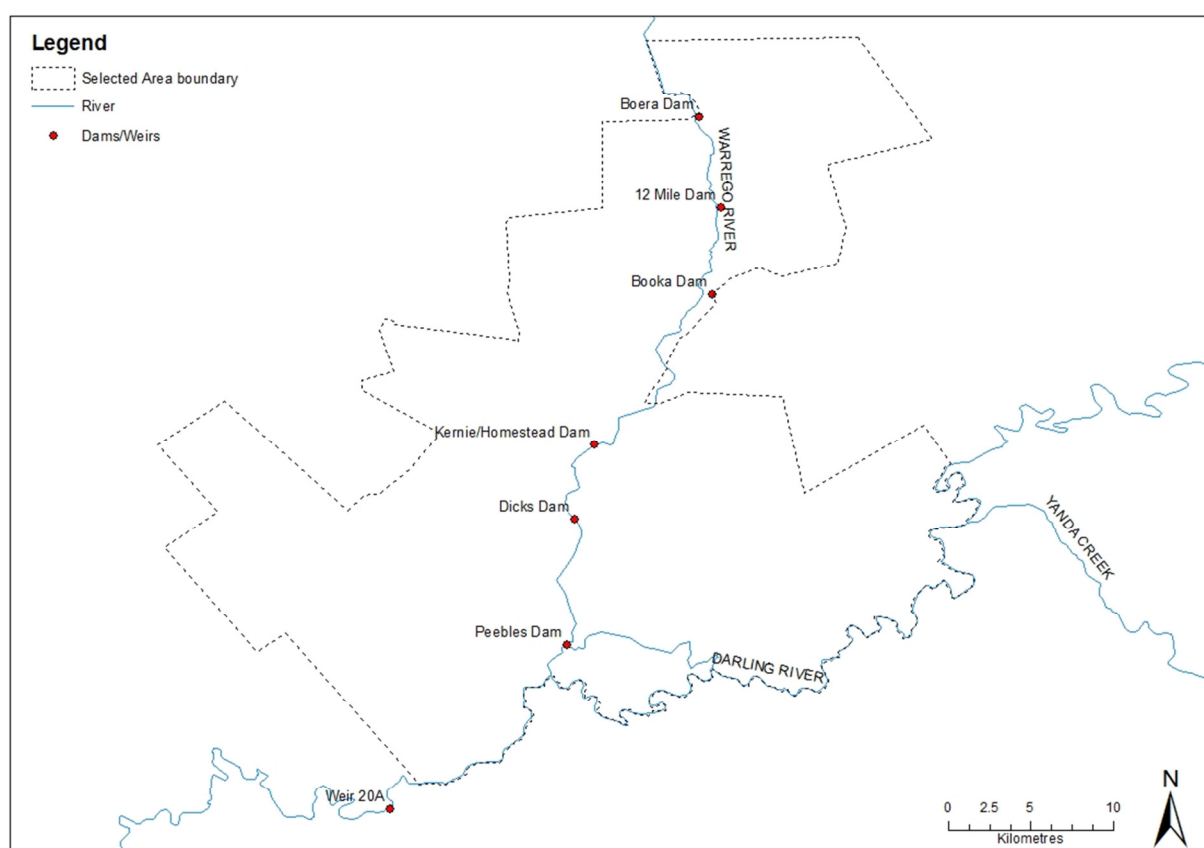 Legend
Selected Area boundary
River
Dams/Weirs
Boera Dam
WARREGO RIVER
12 Mile Dam
Booka Dam
Kernie/Homestead Dam
Dicks Dam
YANDA CREEK
Peebles Dam
DARLING RIVER
Weir 20A
N
0 2.5 5 10
Kilometres